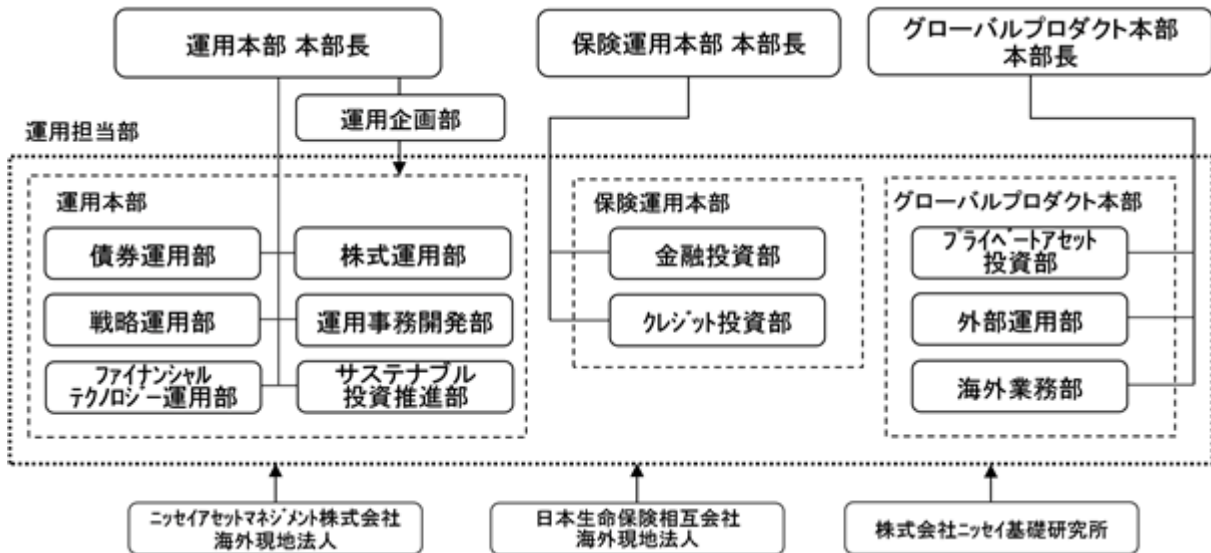 運用本部 本部長
保険運用本部 本部長
グローバルプロダクト本部
本部長
運用企画部
運用担当部
運用本部
債券運用部
株式運用部
戦略運用部
運用事務開発部
ファイナンシャル
テクノロジー運用部
サステナブル
投資推進部
保険運用本部
金融投資部
クレジット投資部
グローバルプロダクト本部
プライベートアセット
投資部
外部運用部
海外業務部
ニッセイアセットマネジメント株式会社
海外現地法人
日本生命保険相互会社
海外現地法人
株式会社ニッセイ基礎研究所